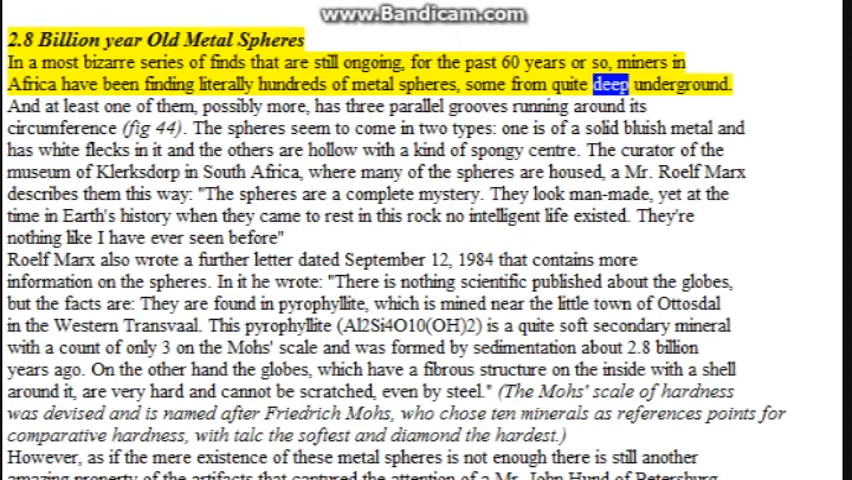 www.Bandicam.com
2.8 Billion year Old Metal Spheres
In a most bizarre series of finds that are still ongoing, for the past 60 years or so, miners in
Africa have been finding literally hundreds of metal spheres, some from quite deep underground.
And at least one of them, possibly more, has three parallel grooves running around its
circumference (fig 44). The spheres seem to come in two types: one is of a solid bluish metal and
has white flecks in it and the others are hollow with a kind of spongy centre. The curator of the
museum of Klerksdorp in South Africa, where many of the spheres are housed, a Mr. Roelf Marx
describes them this way: "The spheres are a complete mystery. They look man-made, yet at the
time in Earth's history when they came to rest in this rock no intelligent life existed. They're
nothing like I have ever seen before"
Roelf Marx also wrote a further letter dated September 12, 1984 that contains more
information on the spheres. In it he wrote: "There is nothing scientific published about the globes,
but the facts are: They are found in pyrophyllite, which is mined near the little town of Ottosdal
in the Western Transvaal. This pyrophyllite (Al2Si4O10(OH)2) is a quite soft secondary mineral
with a count of only 3 on the Mohs' scale and was formed by sedimentation about 2.8 billion
years ago. On the other hand the globes, which have a fibrous structure on the inside with a shell
around it, are very hard and cannot be scratched, even by steel." (The Mohs' scale of hardness
was devised and is named after Friedrich Mohs, who chose ten minerals as references points for
comparative hardness, with talc the softest and diamond the hardest.)
However, as if the mere existence of these metal spheres is not enough there is still another
amazing property of the artifacts that captured the attention of a Mr. John Hund of Petersburg